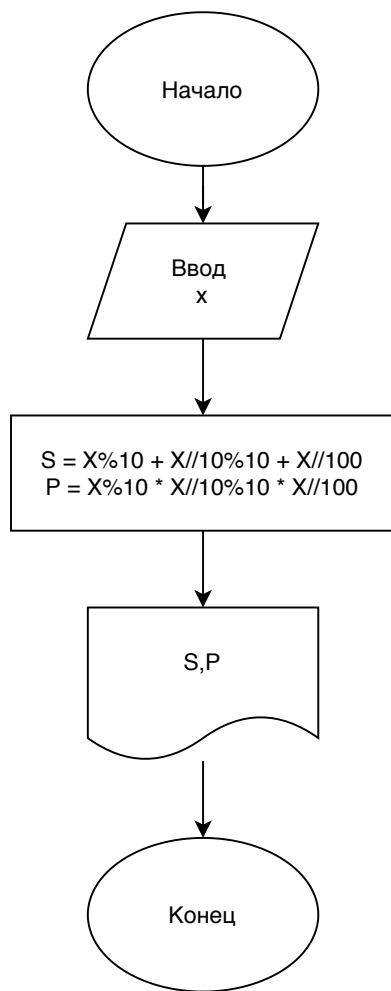 Начало
Ввод
x
S = X%10 + X//10%10 + X//100
P = X%10 * X//10%10 * X//100
S,P
Конец